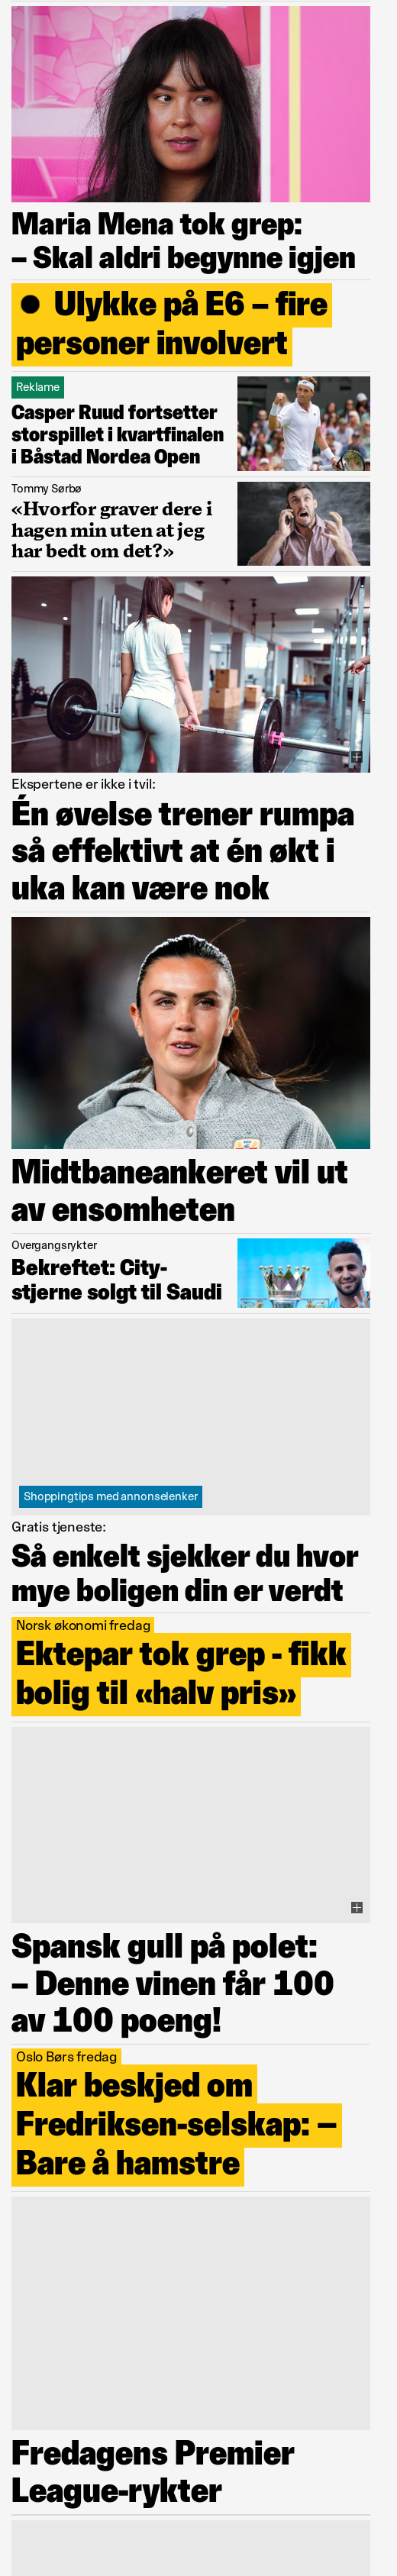 Maria Mena tok grep:
– Skal aldri begynne igjen
Ulykke på E6 – fire
personer involvert
Reklame
Casper Ruud fortsetter
storspillet i kvartfinalen
i Båstad Nordea Open
Tommy Sørbø
«Hvorfor graver dere i
hagen min uten at jeg
har bedt om det?»
Ekspertene er ikke i tvil:
Én øvelse trener rumpa
så effektivt at én økt i
uka kan være nok
Midtbaneankeret vil ut
av ensomheten
Overgangsrykter
Bekreftet: City-
stjerne solgt til Saudi
Shoppingtips med annonselenker
Gratis tjeneste:
Så enkelt sjekker du hvor
mye boligen din er verdt
Norsk økonomi fredag
Ektepar tok grep - fikk
bolig til «halv pris»
Spansk gull på polet:
– Denne vinen får 100
av 100 poeng!
Oslo Børs fredag
Klar beskjed om
Fredriksen-selskap: –
Bare å hamstre
Fredagens Premier
League-rykter